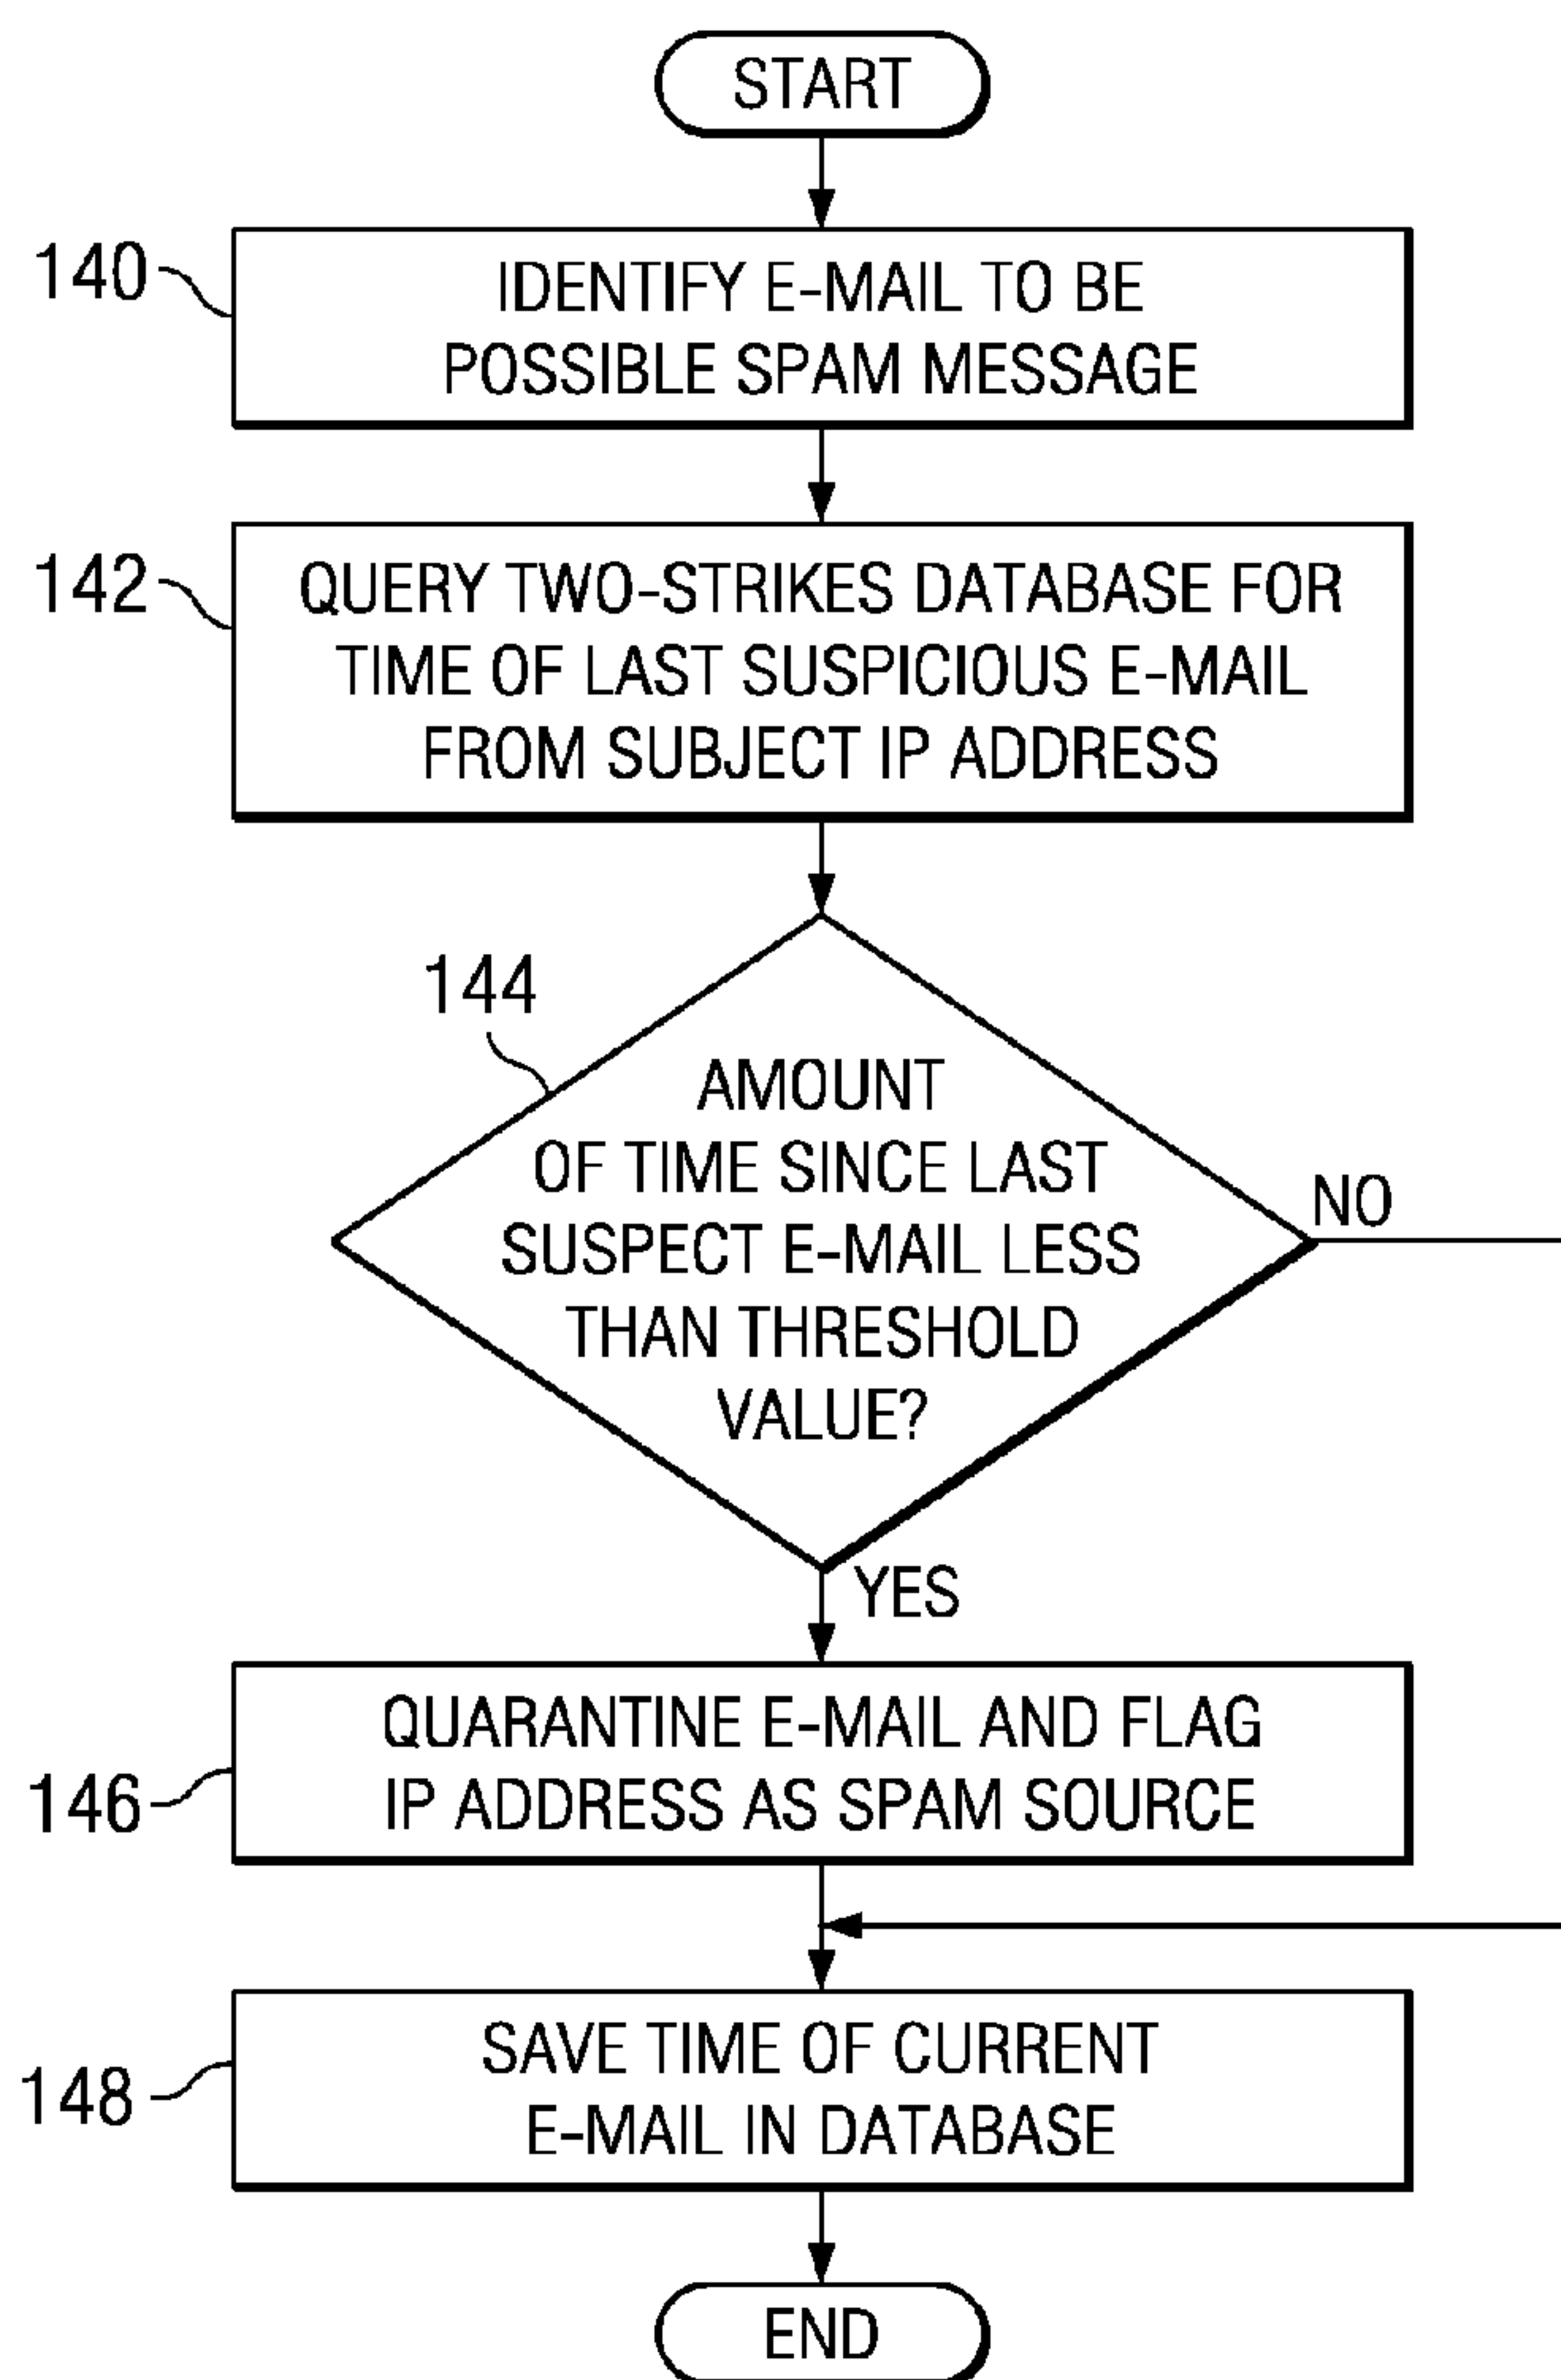 START
140
IDENTIFY E-MAIL TO BE
POSSIBLE SPAM MESSAGE
142
QUERY TWO-STRIKES DATABASE FOR
TIME OF LAST SUSPICIOUS E-MAIL
FROM SUBJECT IP ADDRESS
144
AMOUNT
OF TIME SINCE LAST
SUSPECT E-MAIL LESS
THAN THRESHOLD
VALUE?
NO
YES
146
QUARANTINE E-MAIL AND FLAG
IP ADDRESS AS SPAM SOURCE
148
SAVE TIME OF CURRENT
E-MAIL IN DATABASE
END